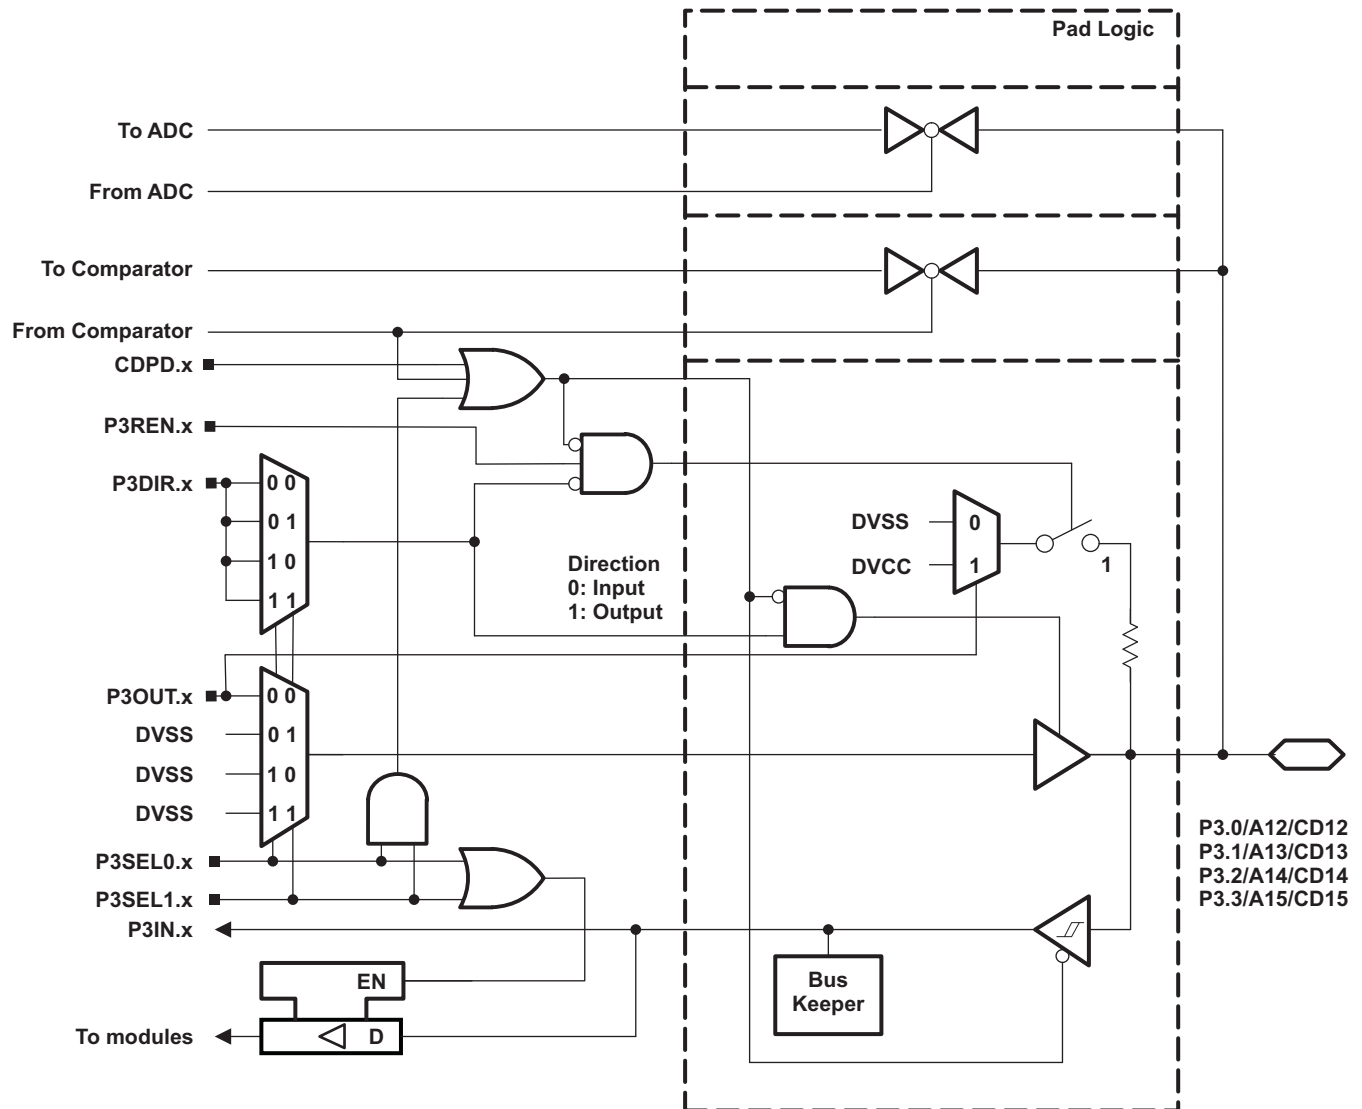 Pad Logic
To ADC
From ADC
To Comparator
From Comparator
CDPD.x
P3REN.x
P3DIR.x
0 0
0 1
1 0
1 1
Direction
0: Input
1: Output
DVSS
DVCC
0
1
1
P3OUT.x
DVSS
DVSS
DVSS
0 0
0 1
1 0
1 1
P3SEL0.x
P3SEL1.x
P3IN.x
P3.0/A12/CD12
P3.1/A13/CD13
P3.2/A14/CD14
P3.3/A15/CD15
Bus
Keeper
EN
D
To modules